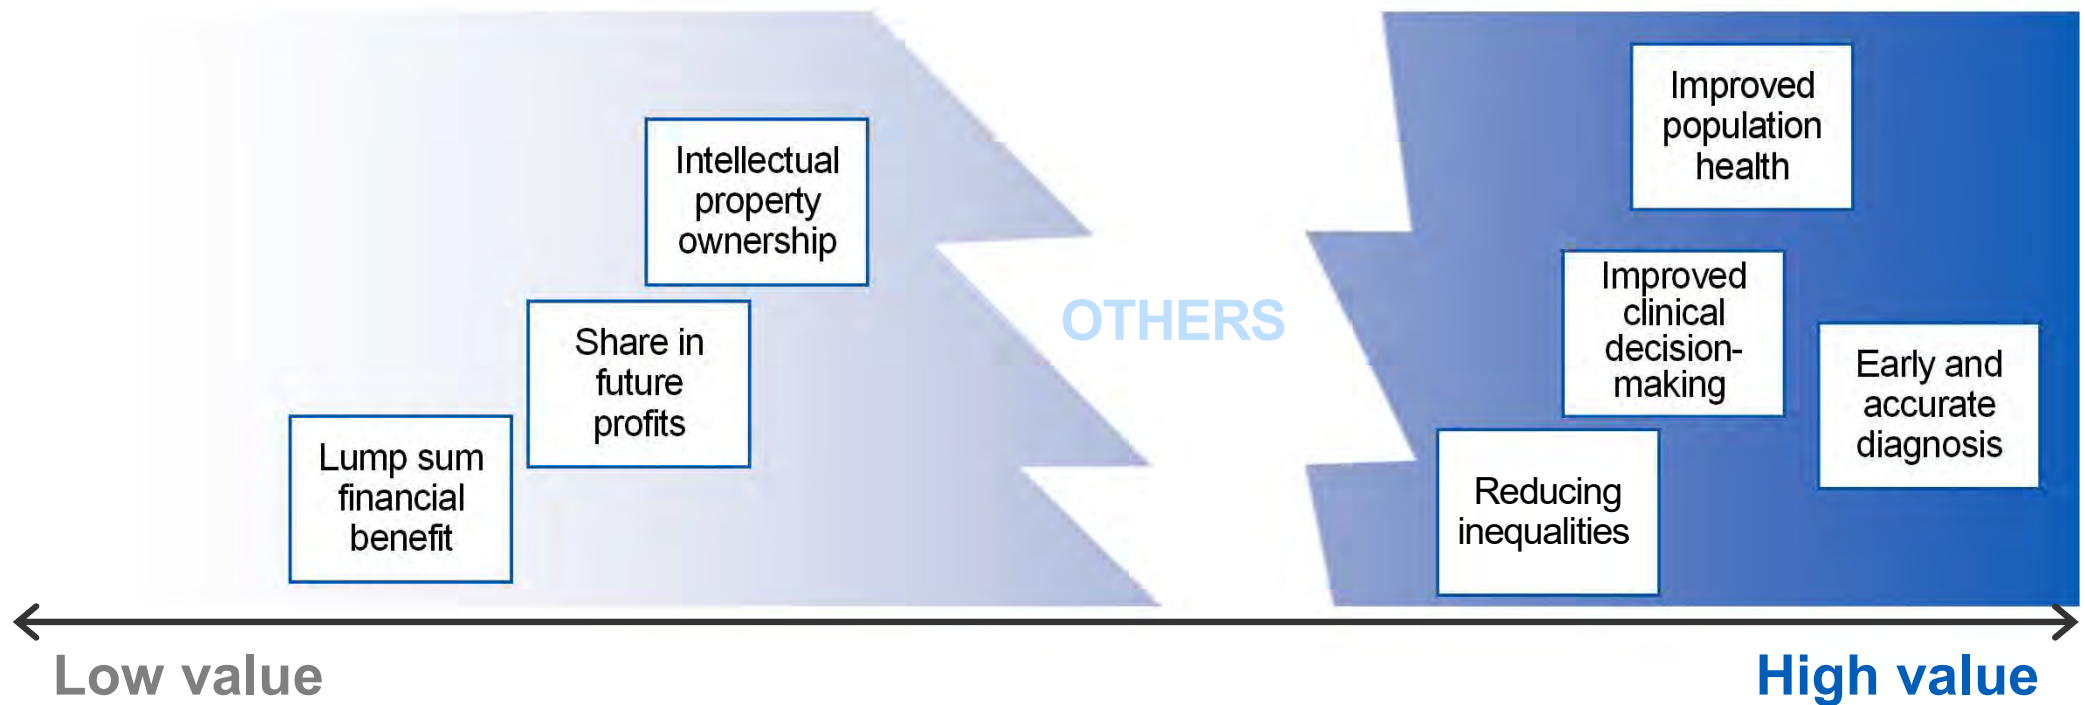 Intellectual
property
ownership
Share in
future
profits
Lump sum
financial
benefit
OTHERS
Improved
population
health
Improved
clinical
decision-
making
Early and
accurate
diagnosis
Reducing
inequalities
Low value
High value